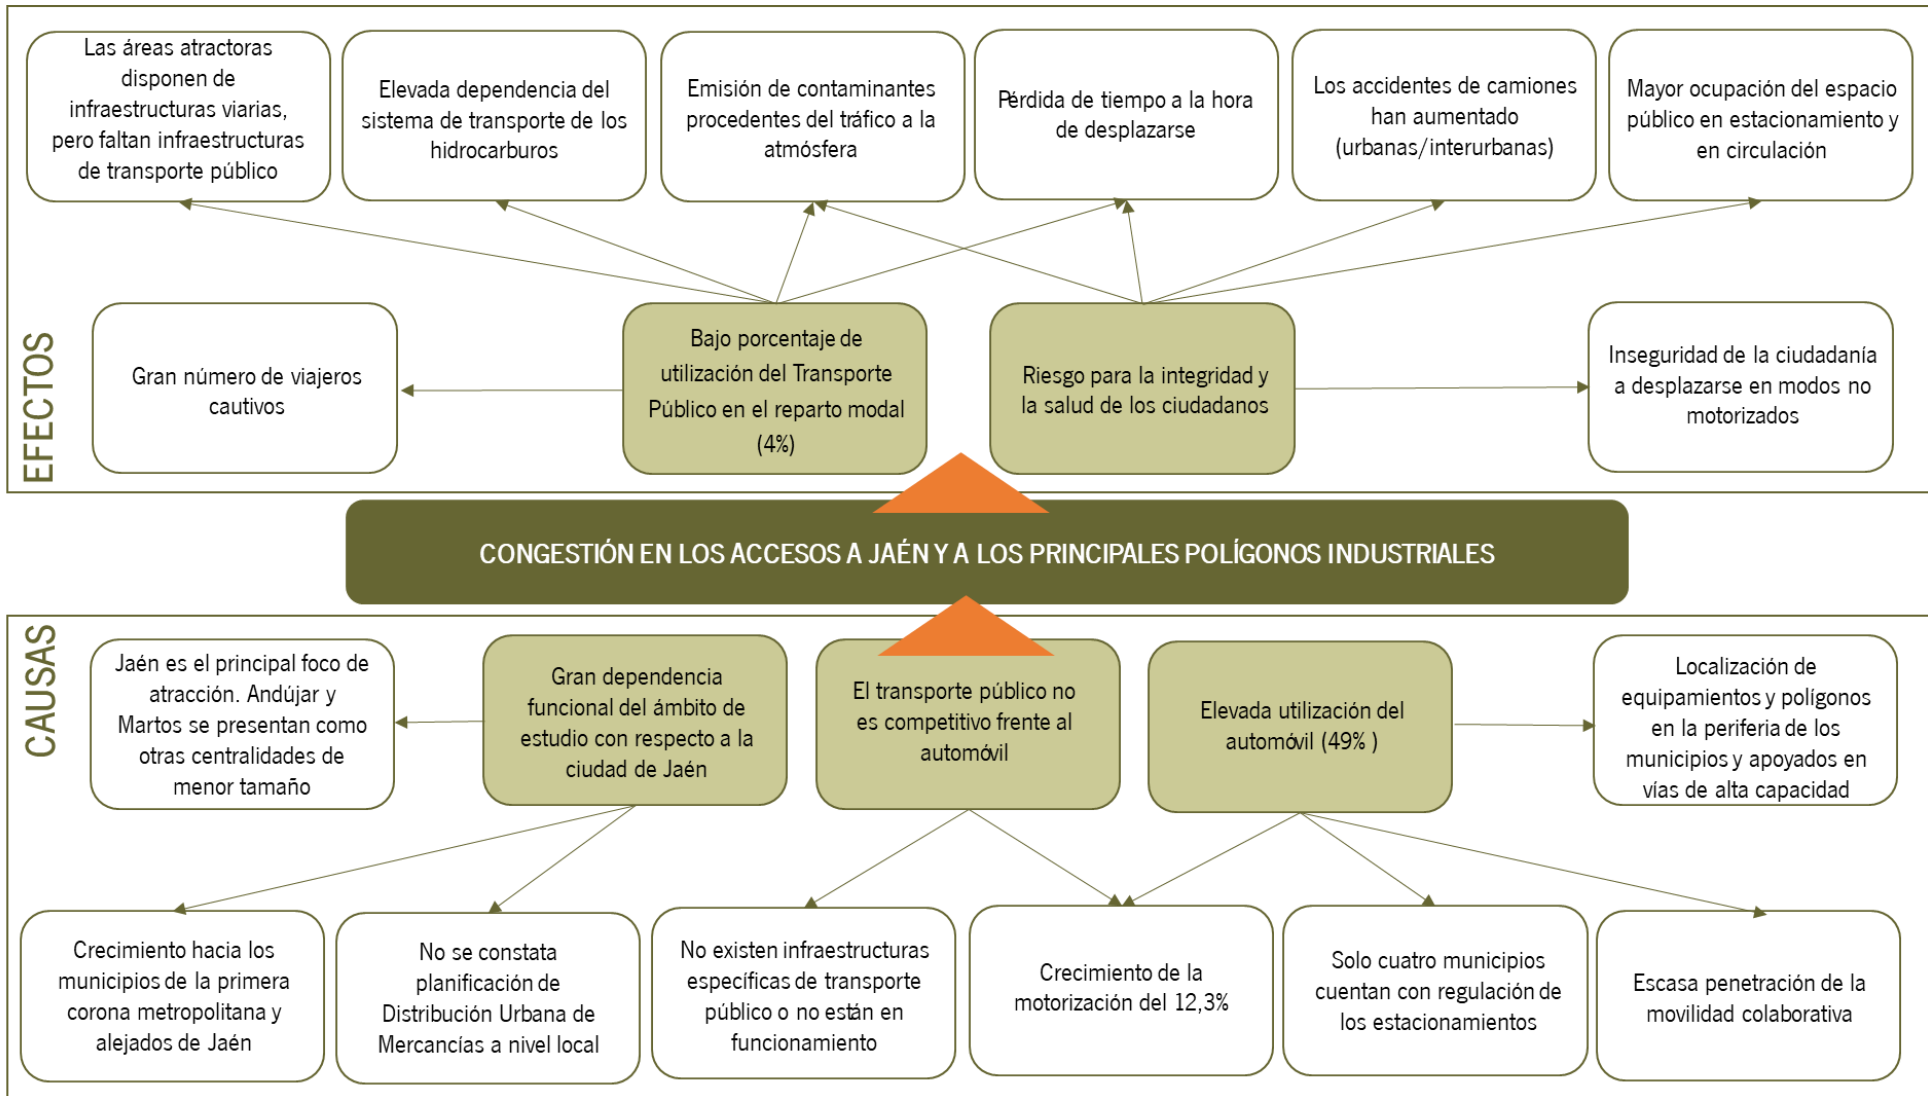 Las áreas atractoras
disponen de
infraestructuras viarias,
pero faltan infraestructuras
de transporte público
Elevada dependencia del
sistema de transporte de los
hidrocarburos
Emisión de contaminantes
procedentes del tráfico a la
atmósfera
Pérdida de tiempo a la hora
de desplazarse
Los accidentes de camiones
han aumentado
(urbanas/interurbanas)
Mayor ocupación del espacio
público en estacionamiento y
en circulación
EFECTOS
Gran número de viajeros
cautivos
Bajo porcentaje de
utilización del Transporte
Público en el reparto modal
(4%)
Riesgo para la integridad y
la salud de los ciudadanos
Inseguridad de la ciudadanía
a desplazarse en modos no
motorizados
CONGESTIÓN EN LOS ACCESOS A JAÉN Y A LOS PRINCIPALES POLÍGONOS INDUSTRIALES
CAUSAS
Jaén es el principal foco de
atracción. Andújar y
Martos se presentan como
otras centralidades de
menor tamaño
Gran dependencia
funcional del ámbito de
estudio con respecto a la
ciudad de Jaén
El transporte público no
es competitivo frente al
automóvil
Elevada utilización del
automóvil (49% )
Localización de
equipamientos y polígonos
en la periferia de los
municipios y apoyados en
vías de alta capacidad
Crecimiento hacia los
municipios de la primera
corona metropolitana y
alejados de Jaén
No se constata
planificación de
Distribución Urbana de
Mercancías a nivel local
No existen infraestructuras
específicas de transporte
público o no están en
funcionamiento
Crecimiento de la
motorización del 12,3%
Solo cuatro municipios
cuentan con regulación de
los estacionamientos
Escasa penetración de la
movilidad colaborativa